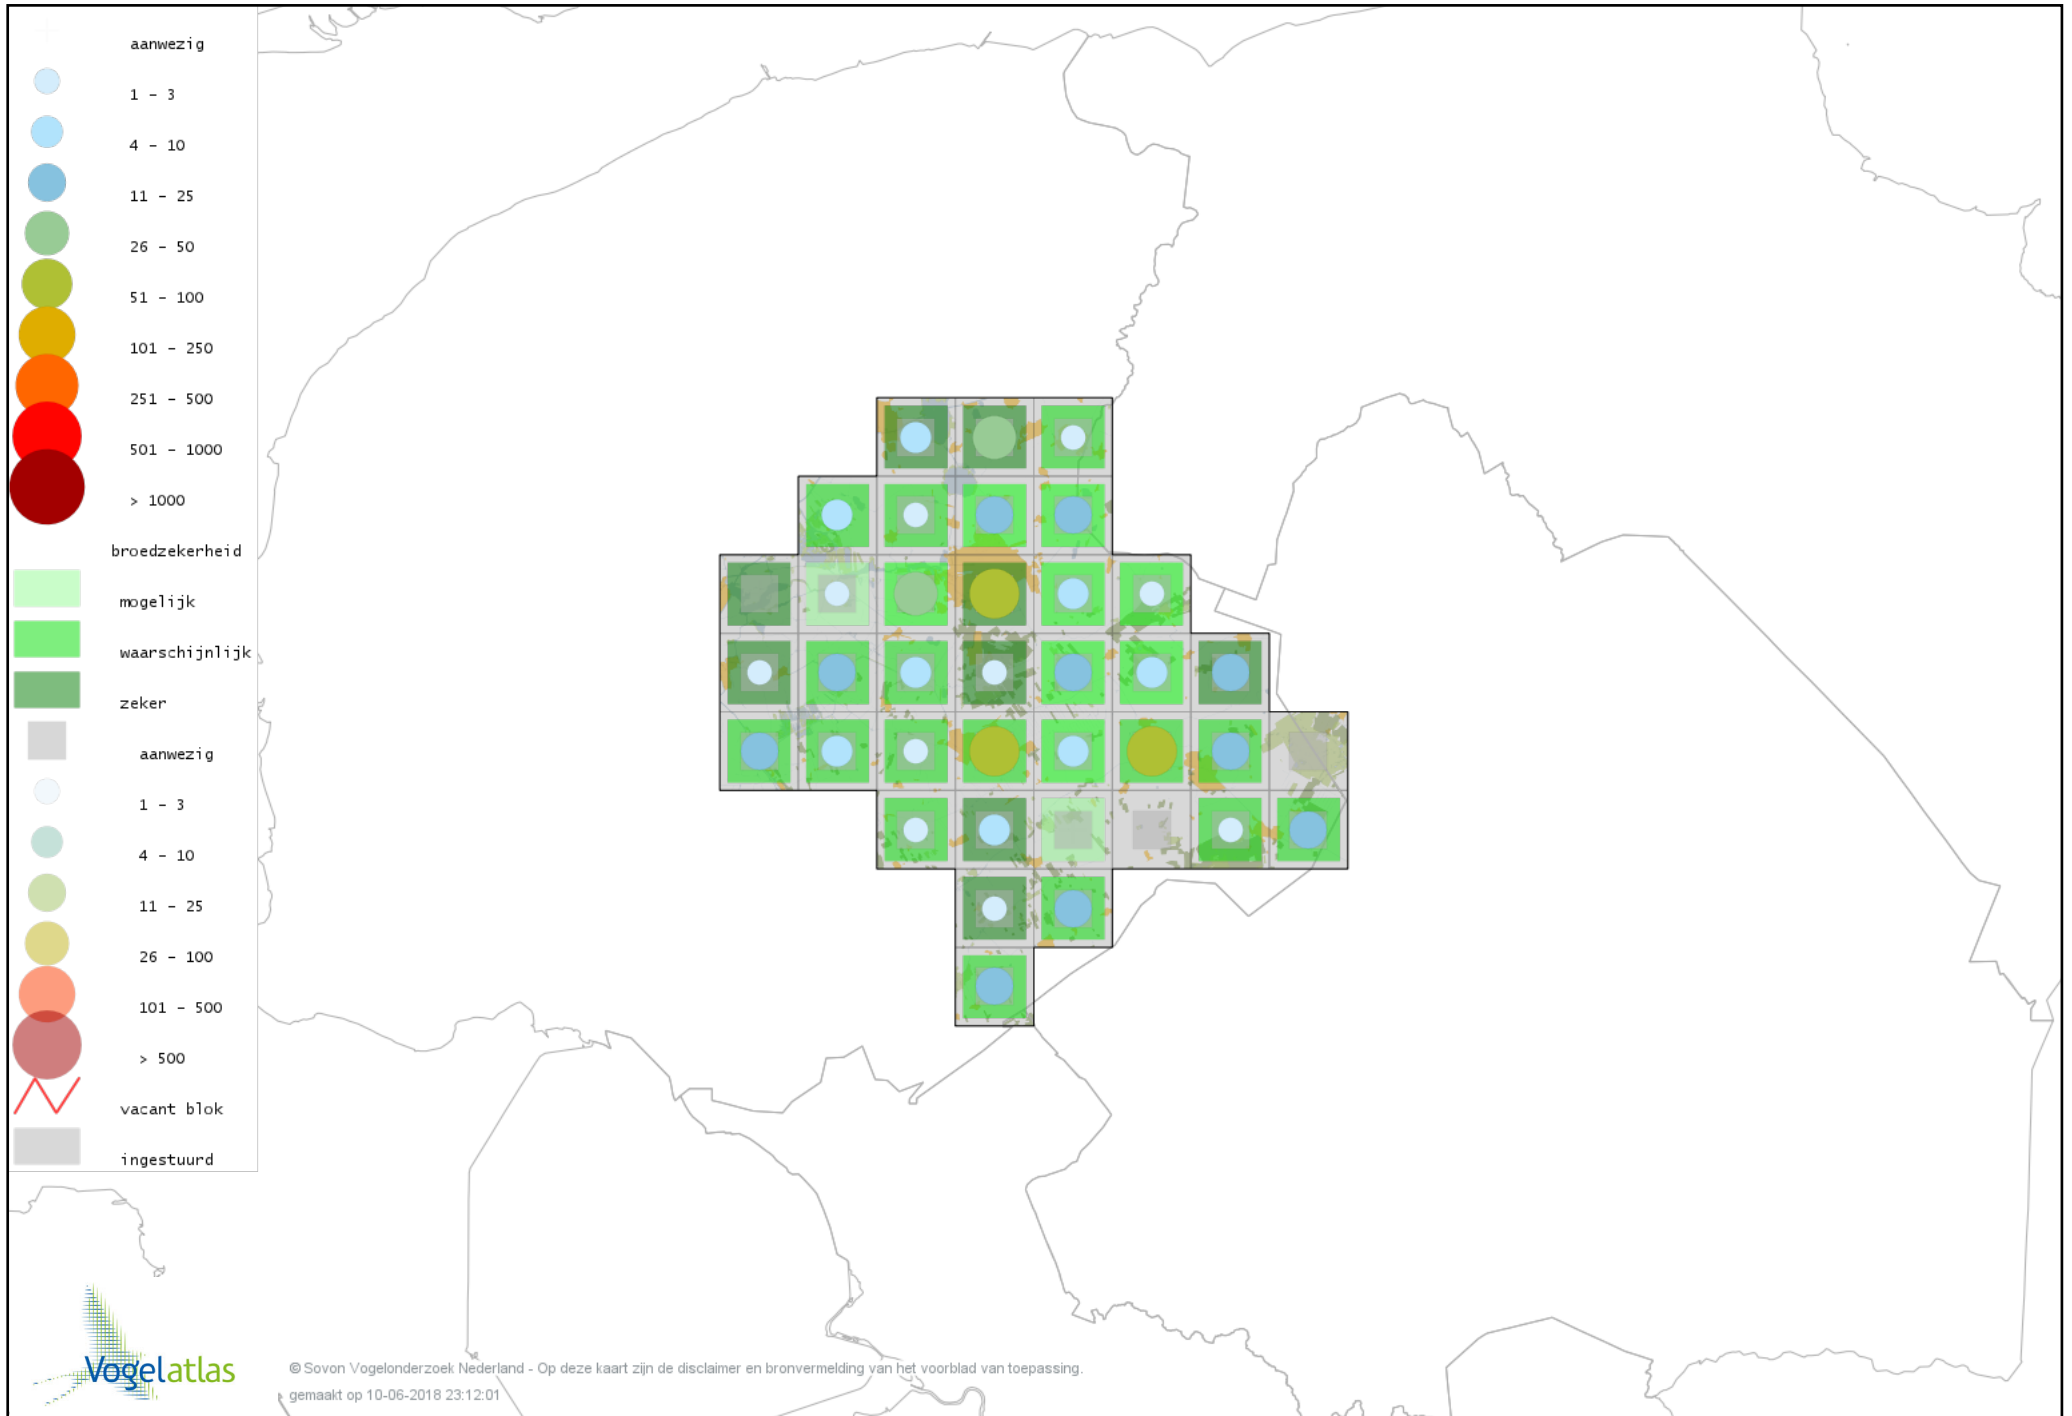 aanwezig
1 - 3
4 - 10
11 - 25
26 - 50
51 - 100
101 - 250
251 - 500
501 - 1000
> 1000
broedzekerheid
mogelijk
waarschijnlijk
zeker
aanwezig
1 - 3
4 - 10
11 - 25
26 - 100
101 - 500
> 500
vacant blok
ingestuurd
Vogelatlas
© Sovon Vogelonderzoek Nederland - Op deze kaart zijn de disclaimer en bronvermelding van het voorblad van toepassing.
gemaakt op 10-06-2018 23:12:01